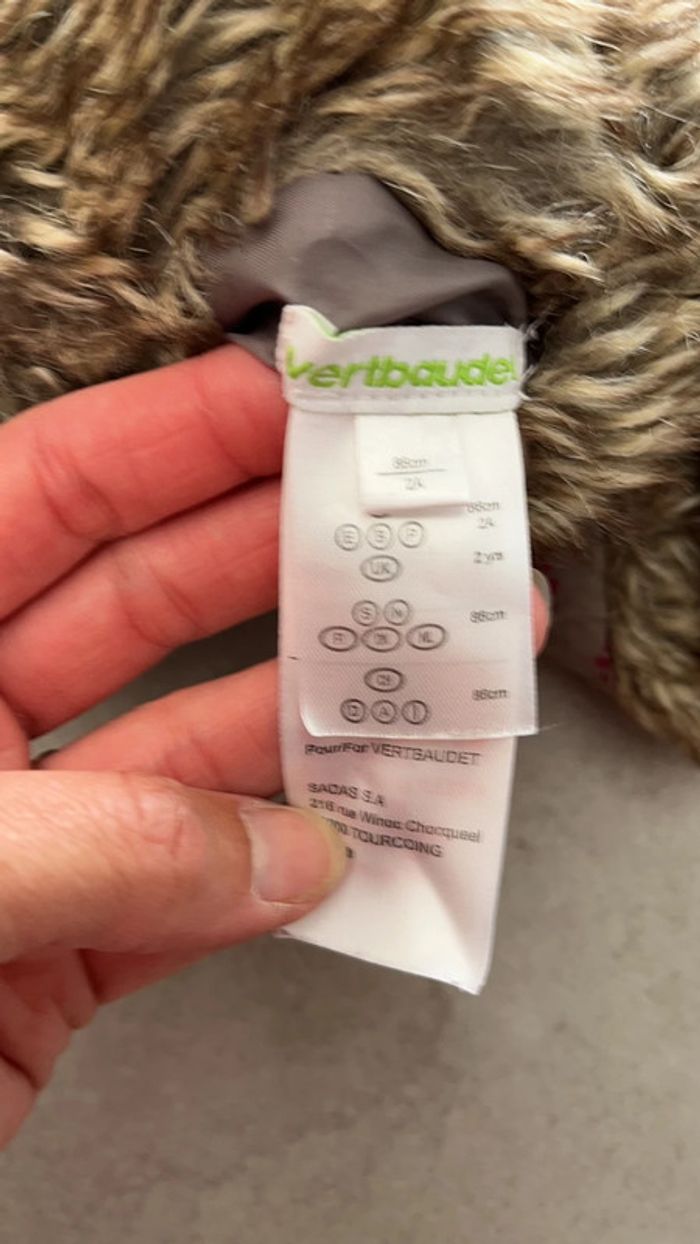 vertbaudet
86cm
2A
86cm
2A
E B P
UK 2 yrs
S N
F DK NL 86cm
CH
D A I 86cm
Pour/For VERTBAUDET
SADAS S.A
216 rue Winoc Chocqueel
TOURCOING